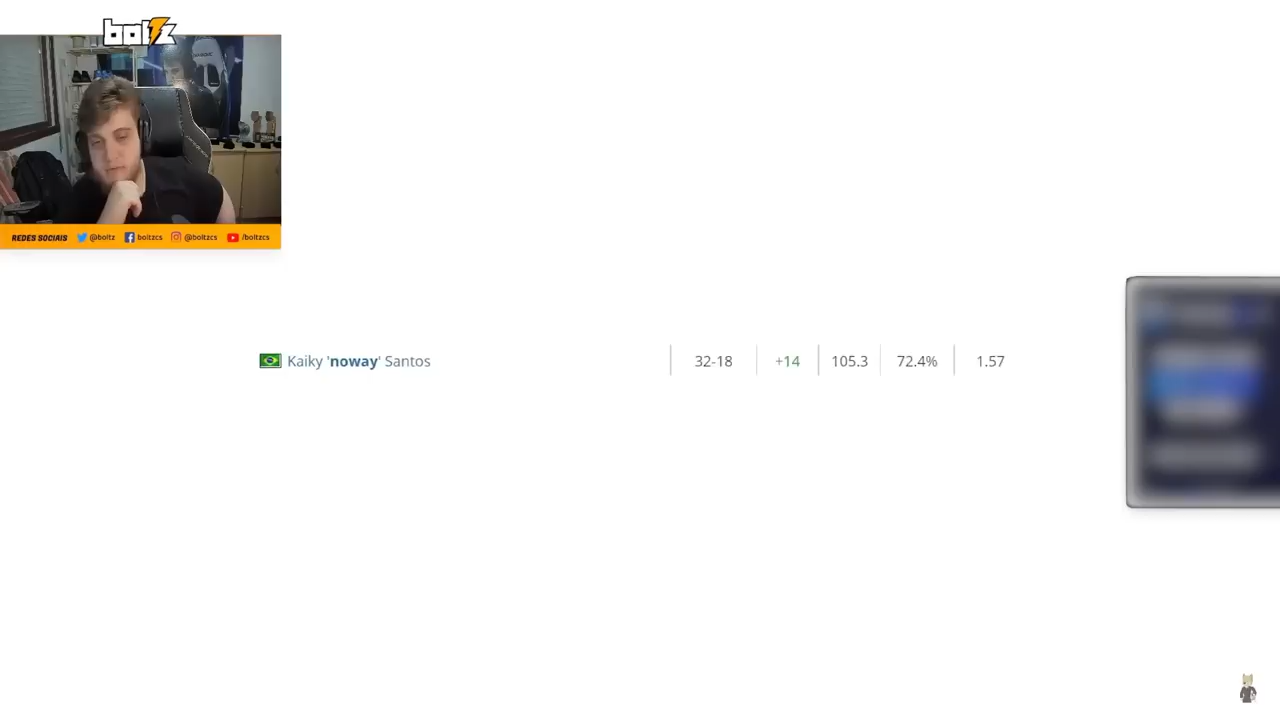 boltz
REDES SOCIAIS @boltz boltzcs @boltzcs /boltzcs
Kaiky 'noway' Santos 32-18 +14 105.3 72.4% 1.57